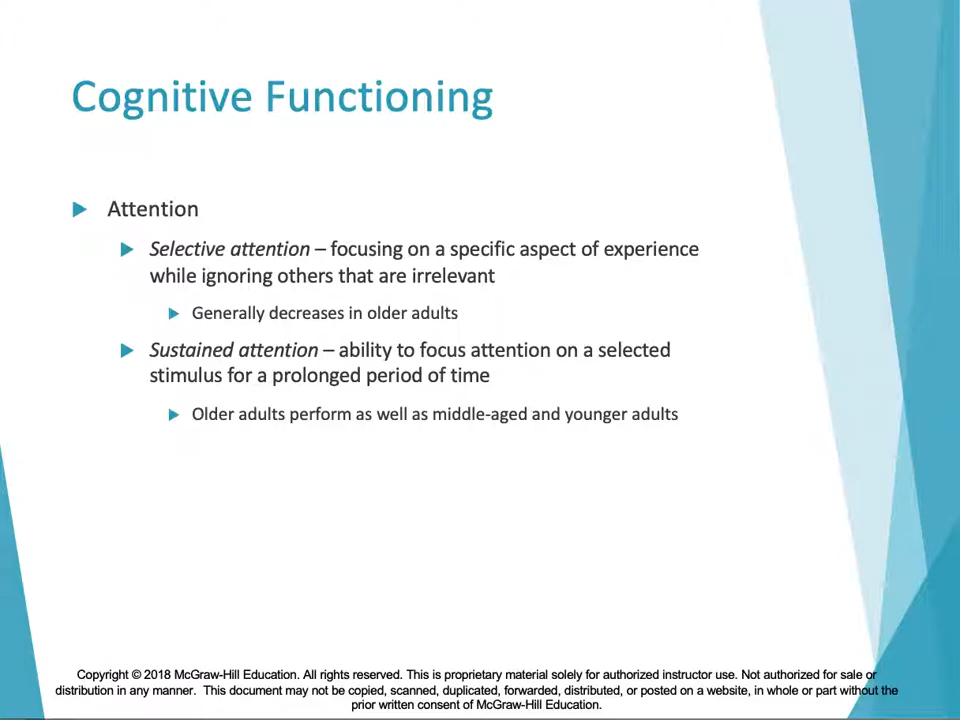 Cognitive Functioning
Attention
Selective attention – focusing on a specific aspect of experience
while ignoring others that are irrelevant
Generally decreases in older adults
Sustained attention – ability to focus attention on a selected
stimulus for a prolonged period of time
Older adults perform as well as middle-aged and younger adults
Copyright © 2018 McGraw-Hill Education. All rights reserved. This is proprietary material solely for authorized instructor use. Not authorized for sale or
distribution in any manner. This document may not be copied, scanned, duplicated, forwarded, distributed, or posted on a website, in whole or part without the
prior written consent of McGraw-Hill Education.